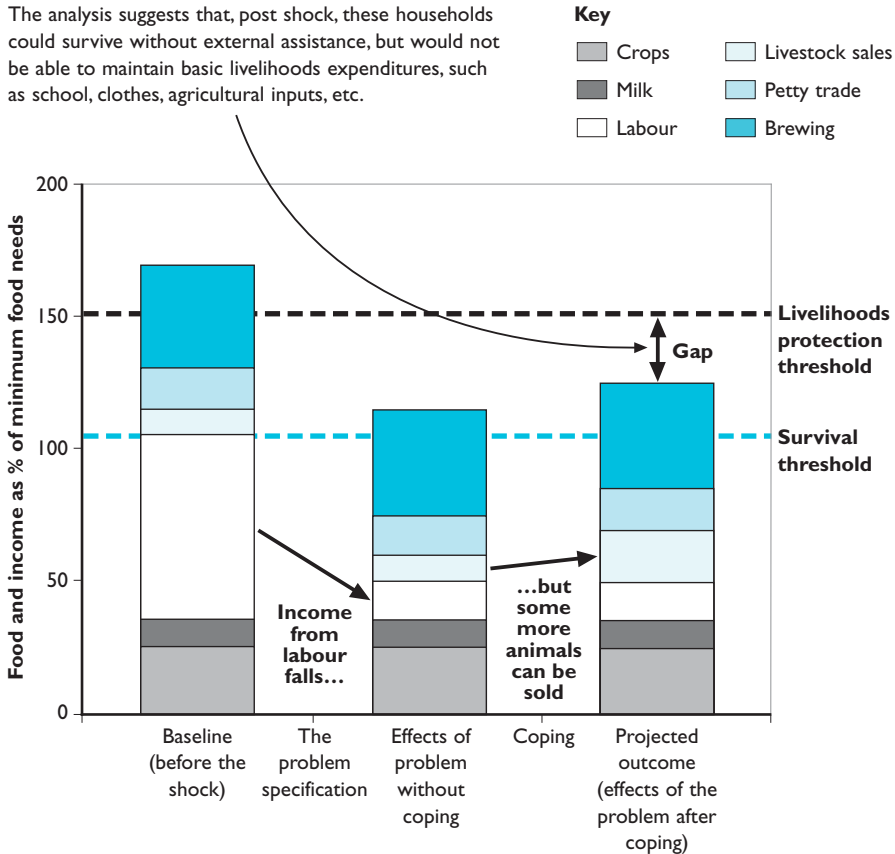 The analysis suggests that, post shock, these households
could survive without external assistance, but would not
be able to maintain basic livelihoods expenditures, such
as school, clothes, agricultural inputs, etc.
Key
Crops
Milk
Labour
Livestock sales
Petty trade
Brewing
Food and income as % of minimum food needs
200
150
100
50
0
Livelihoods
protection
threshold
Gap
Survival
threshold
Income
from
labour
falls…
…but
some
more
animals
can be
sold
Baseline
(before the
shock)
The
problem
specification
Effects of
problem
without
coping
Coping
Projected
outcome
(effects of the
problem after
coping)